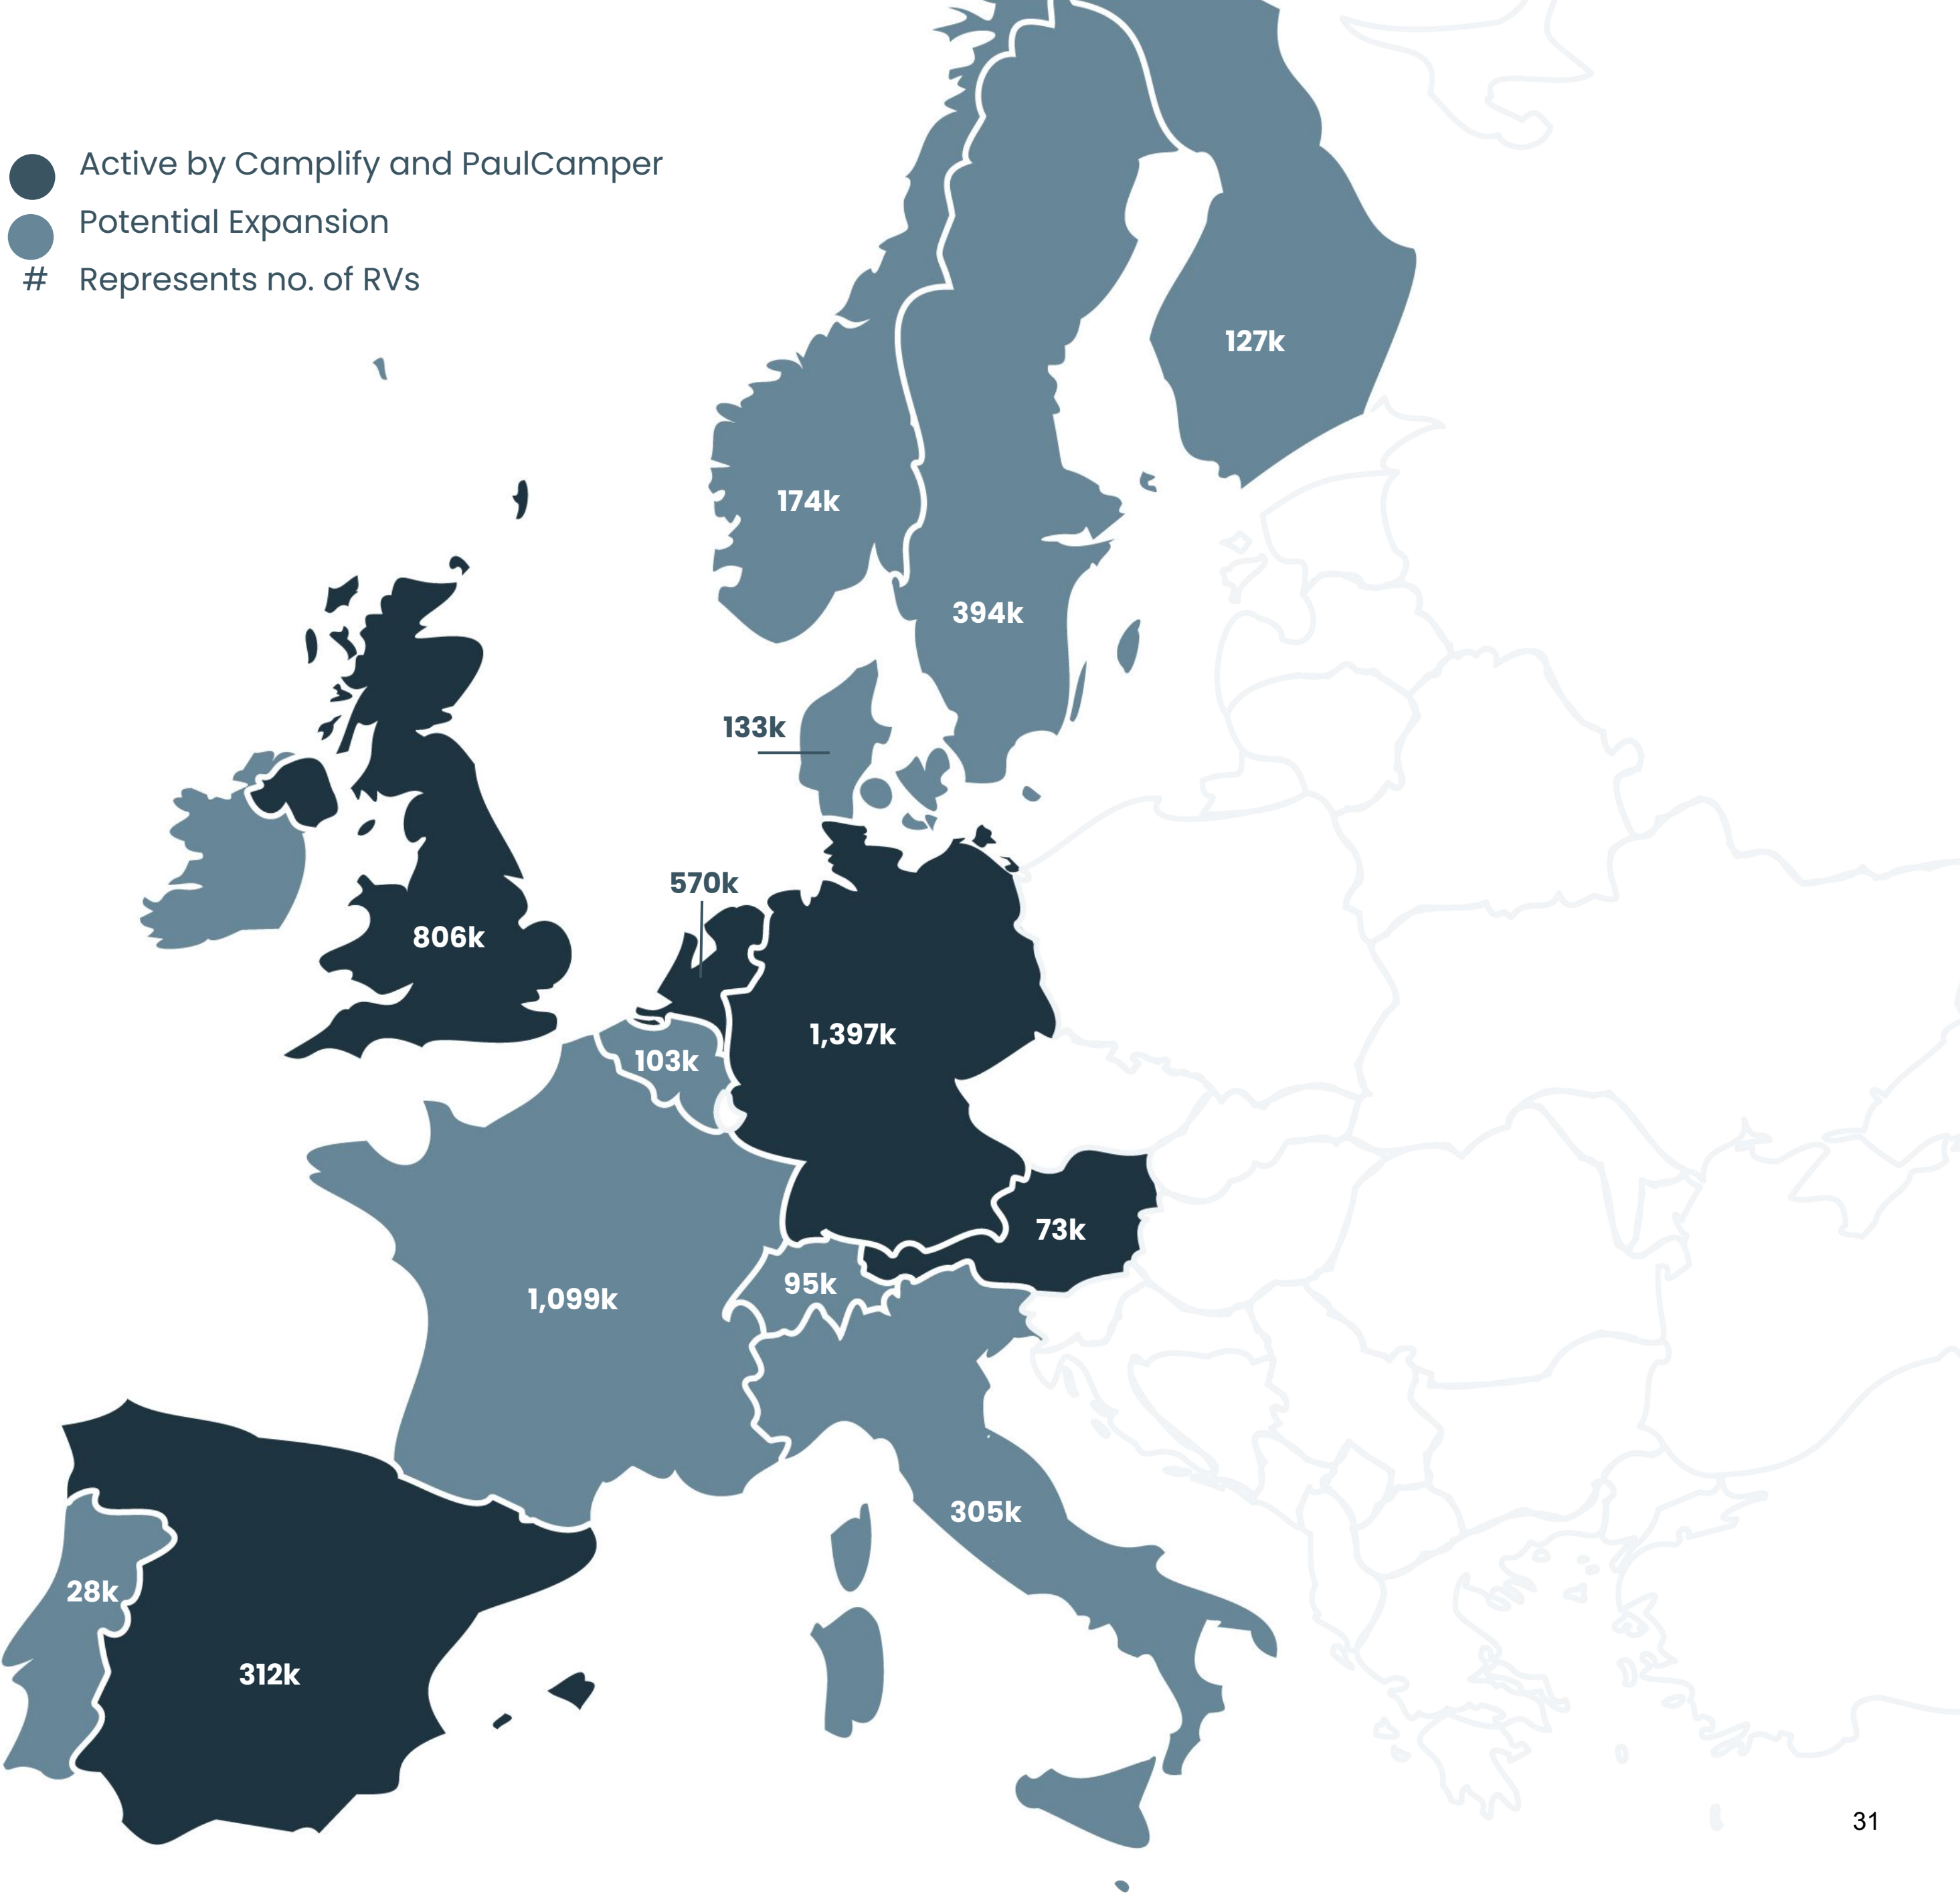 Active by Camplify and PaulCamper
Potential Expansion
# Represents no. of RVs
127k
174k
394k
133k
570k
806k
1,397k
103k
73k
95k
1,099k
305k
28k
312k
31